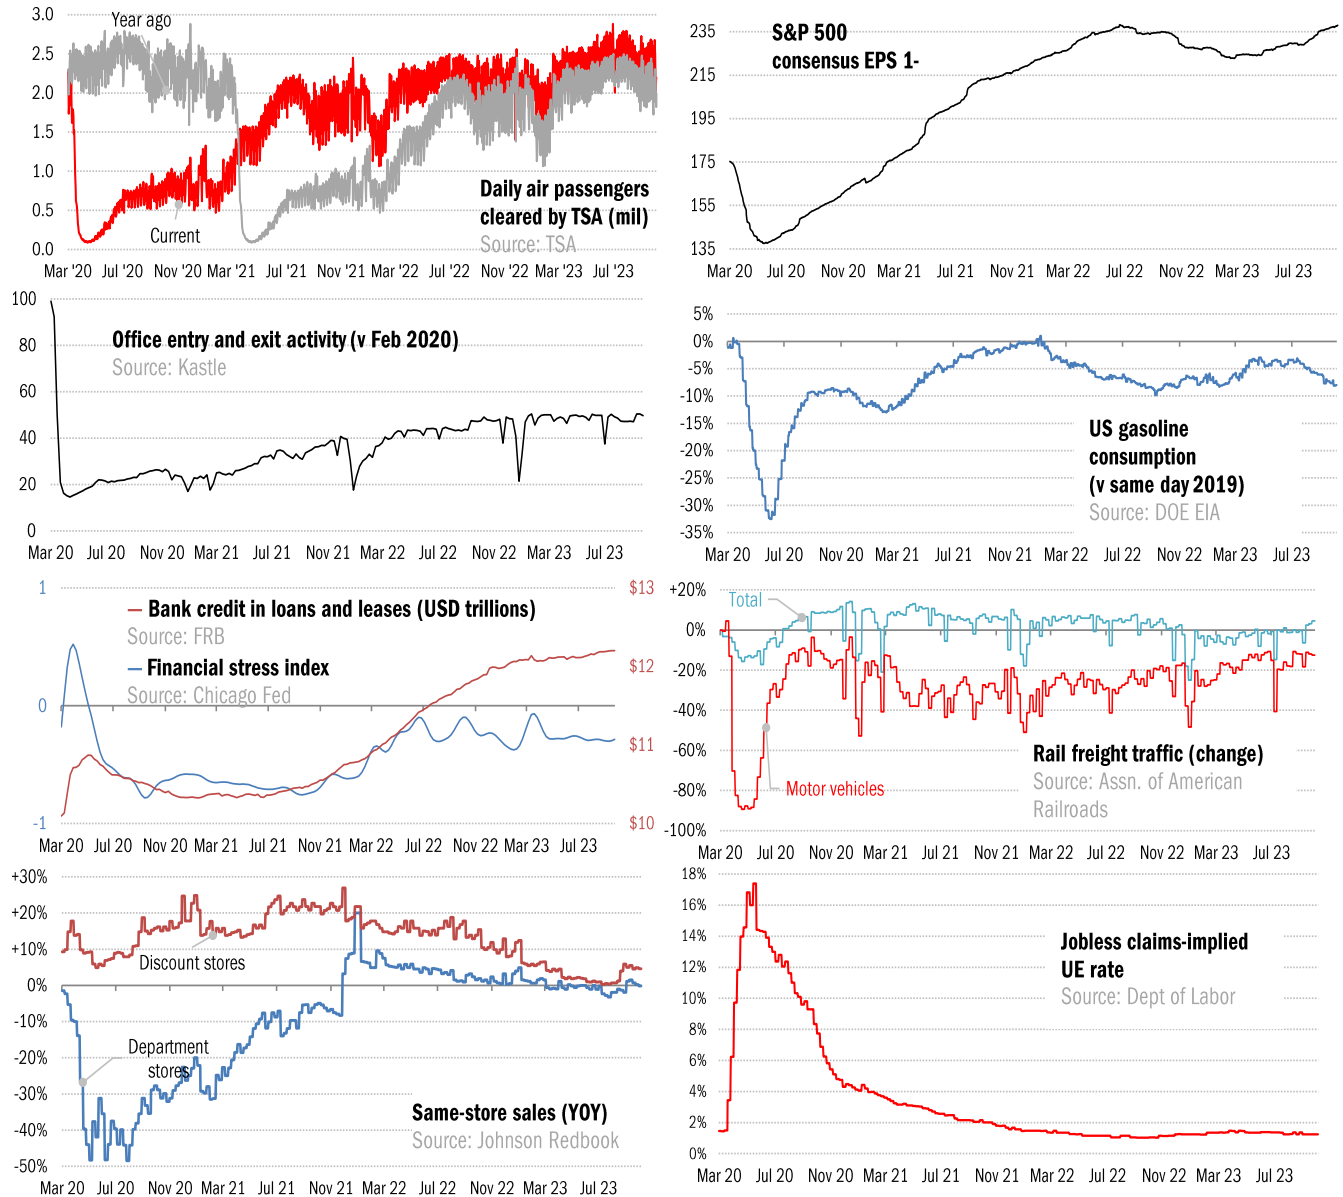 3.0
2.5
2.0
1.5
1.0
0.5
0.0
Year ago
Current
Daily air passengers
cleared by TSA (mil)
Source: TSA
Mar '20 Jul '20 Nov '20 Mar '21 Jul '21 Nov '21 Mar '22 Jul '22 Nov '22 Mar '23 Jul '23
235
215
195
175
155
135
S&P 500
consensus EPS 1-
Mar 20 Jul 20 Nov 20 Mar 21 Jul 21 Nov 21 Mar 22 Jul 22 Nov 22 Mar 23 Jul 23
100
80
60
40
20
0
Office entry and exit activity (v Feb 2020)
Source: Kastle
Mar 20 Jul 20 Nov 20 Mar 21 Jul 21 Nov 21 Mar 22 Jul 22 Nov 22 Mar 23 Jul 23
5%
0%
-5%
-10%
-15%
-20%
-25%
-30%
-35%
US gasoline
consumption
(v same day 2019)
Source: DOE EIA
Mar 20 Jul 20 Nov 20 Mar 21 Jul 21 Nov 21 Mar 22 Jul 22 Nov 22 Mar 23 Jul 23
1
0
-1
Bank credit in loans and leases (USD trillions)
Source: FRB
Financial stress index
Source: Chicago Fed
$13
$12
$11
$10
Mar 20 Jul 20 Nov 20 Mar 21 Jul 21 Nov 21 Mar 22 Jul 22 Nov 22 Mar 23 Jul 23
+20%
0%
-20%
-40%
-60%
-80%
-100%
Total
Motor vehicles
Rail freight traffic (change)
Source: Assn. of American
Railroads
Mar 20 Jul 20 Nov 20 Mar 21 Jul 21 Nov 21 Mar 22 Jul 22 Nov 22 Mar 23 Jul 23
+30%
+20%
+10%
0%
-10%
-20%
-30%
-40%
-50%
Discount stores
Department
stores
Same-store sales (YOY)
Source: Johnson Redbook
Mar 20 Jul 20 Nov 20 Mar 21 Jul 21 Nov 21 Mar 22 Jul 22 Nov 22 Mar 23 Jul 23
18%
16%
14%
12%
10%
8%
6%
4%
2%
0%
Jobless claims-implied
UE rate
Source: Dept of Labor
Mar 20 Jul 20 Nov 20 Mar 21 Jul 21 Nov 21 Mar 22 Jul 22 Nov 22 Mar 23 Jul 23